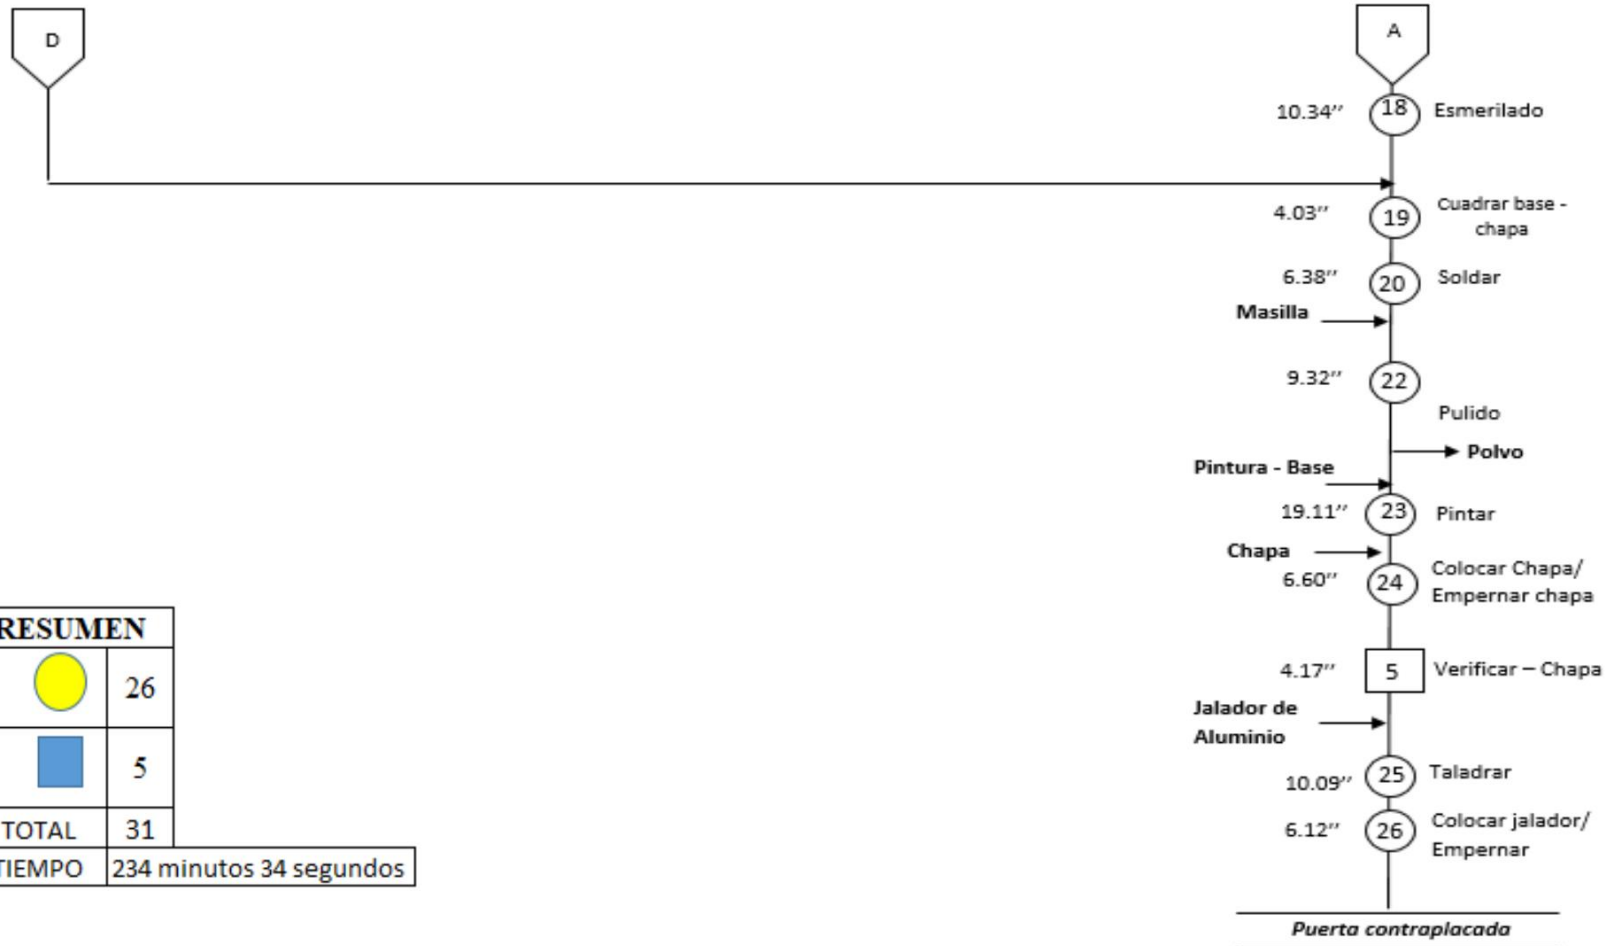 D
A
10.34’’ 18 Esmerilado
4.03’’ 19 Cuadrar base -
chapa
6.38’’ 20 Soldar
Masilla
9.32’’ 22
Pulido
Polvo
Pintura - Base
19.11’’ 23 Pintar
Chapa
6.60’’ 24 Colocar Chapa/
Empernar chapa
4.17’’ 5 Verificar – Chapa
Jalador de
Aluminio
10.09’’ 25 Taladrar
6.12’’ 26 Colocar jalador/
Empernar
Puerta contraplacada
RESUMEN
26
5
TOTAL 31
TIEMPO 234 minutos 34 segundos